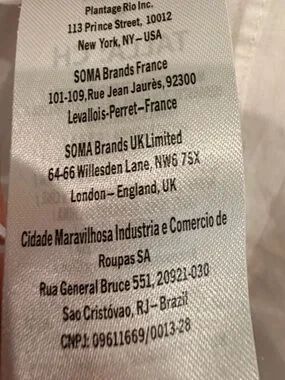 Plantage Rio Inc.
113 Prince Street, 10012
New York, NY–USA
SOMA Brands France
101-109, Rue Jean Jaurès, 92300
Levallois-Perret–France
SOMA Brands UK Limited
64-66 Willesden Lane, NW6 7SX
London– England, UK
Cidade Maravilhosa Industria e Comercio de
Roupas SA
Rua General Bruce 551, 20921-030
Sao Cristóvao, RJ– Brazil
CNPJ: 09611669/0013-28